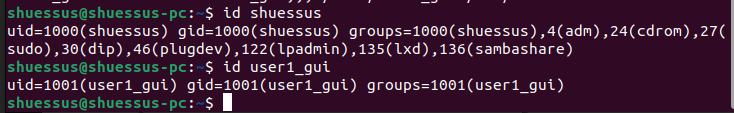 shuessus@shuessus-pc:~$ id shuessus
uid=1000(shuessus) gid=1000(shuessus) groups=1000(shuessus),4(adm),24(cdrom),27(
sudo),30(dip),46(plugdev),122(lpadmin),135(lxd),136(sambashare)
shuessus@shuessus-pc:~$ id user1_gui
uid=1001(user1_gui) gid=1001(user1_gui) groups=1001(user1_gui)
shuessus@shuessus-pc:~$